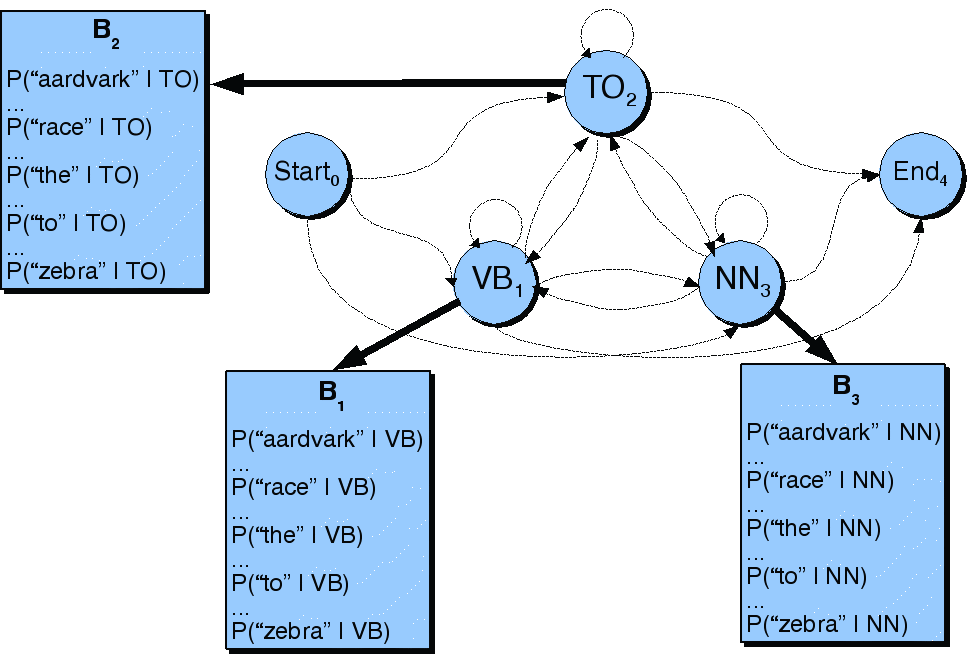 B2
P(“aardvark” | TO)
...
P(“race” | TO)
...
P(“the” | TO)
...
P(“to” | TO)
...
P(“zebra” | TO)
TO2
Start0
End4
VB1
NN3
B1
P(“aardvark” | VB)
...
P(“race” | VB)
...
P(“the” | VB)
...
P(“to” | VB)
...
P(“zebra” | VB)
B3
P(“aardvark” | NN)
...
P(“race” | NN)
...
P(“the” | NN)
...
P(“to” | NN)
...
P(“zebra” | NN)